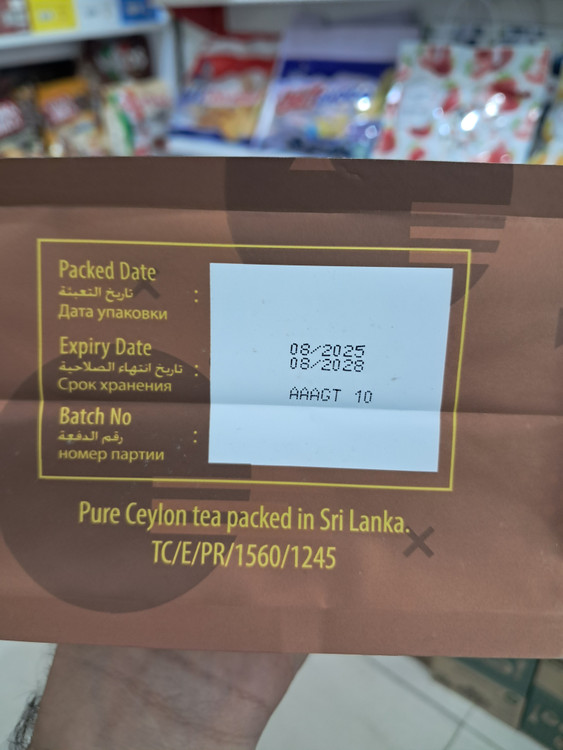 Packed Date
تاريخ التعبئة
Дата упаковки
:
Expiry Date
تاريخ انتهاء الصلاحية
Срок хранения
:
Batch No
رقم الدفعة
номер партии
:
08/2025
08/2028
AAAGT 10
Pure Ceylon tea packed in Sri Lanka.
TC/E/PR/1560/1245